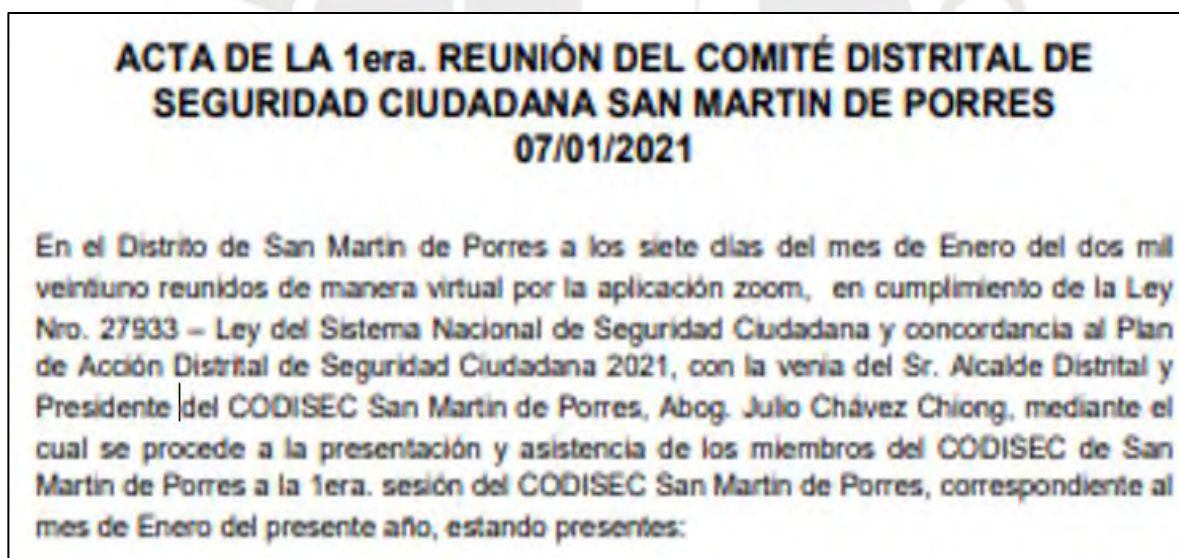 ACTA DE LA 1era. REUNIÓN DEL COMITÉ DISTRITAL DE
SEGURIDAD CIUDADANA SAN MARTIN DE PORRES
07/01/2021
En el Distrito de San Martin de Porres a los siete días del mes de Enero del dos mil
veintiuno reunidos de manera virtual por la aplicación zoom, en cumplimiento de la Ley
Nro. 27933 – Ley del Sistema Nacional de Seguridad Ciudadana y concordancia al Plan
de Acción Distrital de Seguridad Ciudadana 2021, con la venia del Sr. Alcalde Distrital y
Presidente del CODISEC San Martin de Porres, Abog. Julio Chávez Chiong, mediante el
cual se procede a la presentación y asistencia de los miembros del CODISEC de San
Martin de Porres a la 1era. sesión del CODISEC San Martin de Porres, correspondiente al
mes de Enero del presente año, estando presentes: